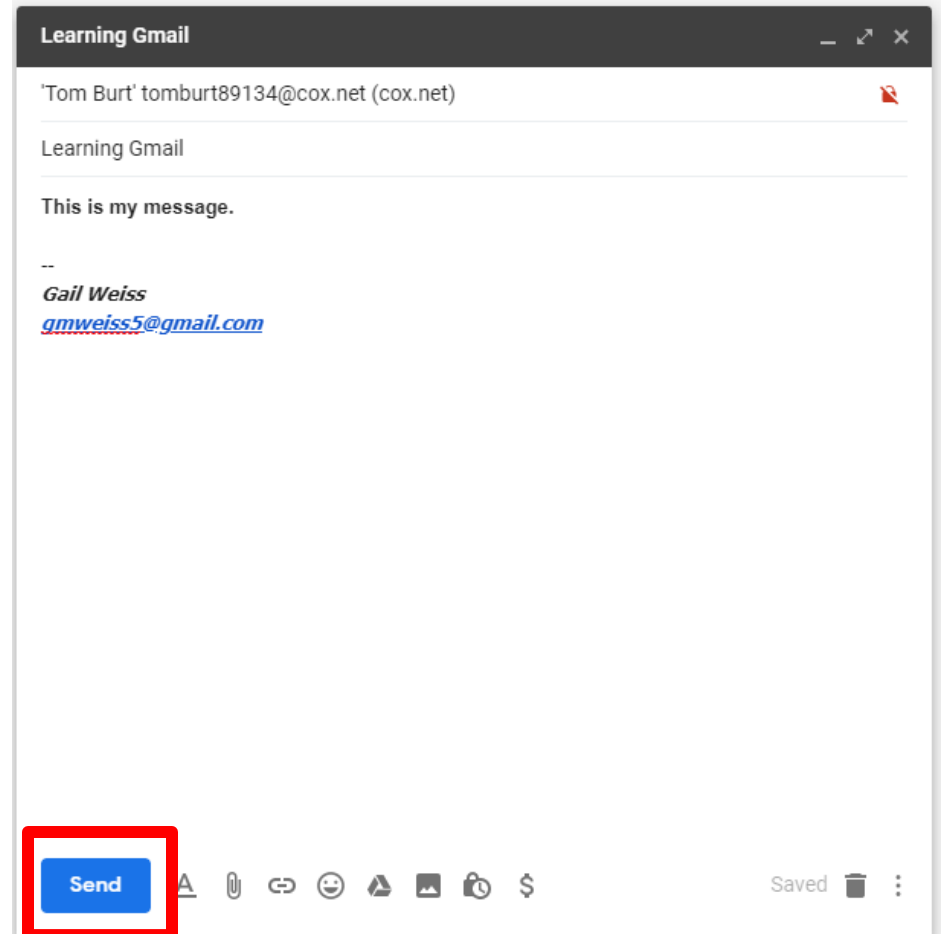 Learning Gmail
'Tom Burt' tomburt89134@cox.net (cox.net)
Learning Gmail
This is my message.
--
Gail Weiss
gmweiss5@gmail.com
Send A $ Saved